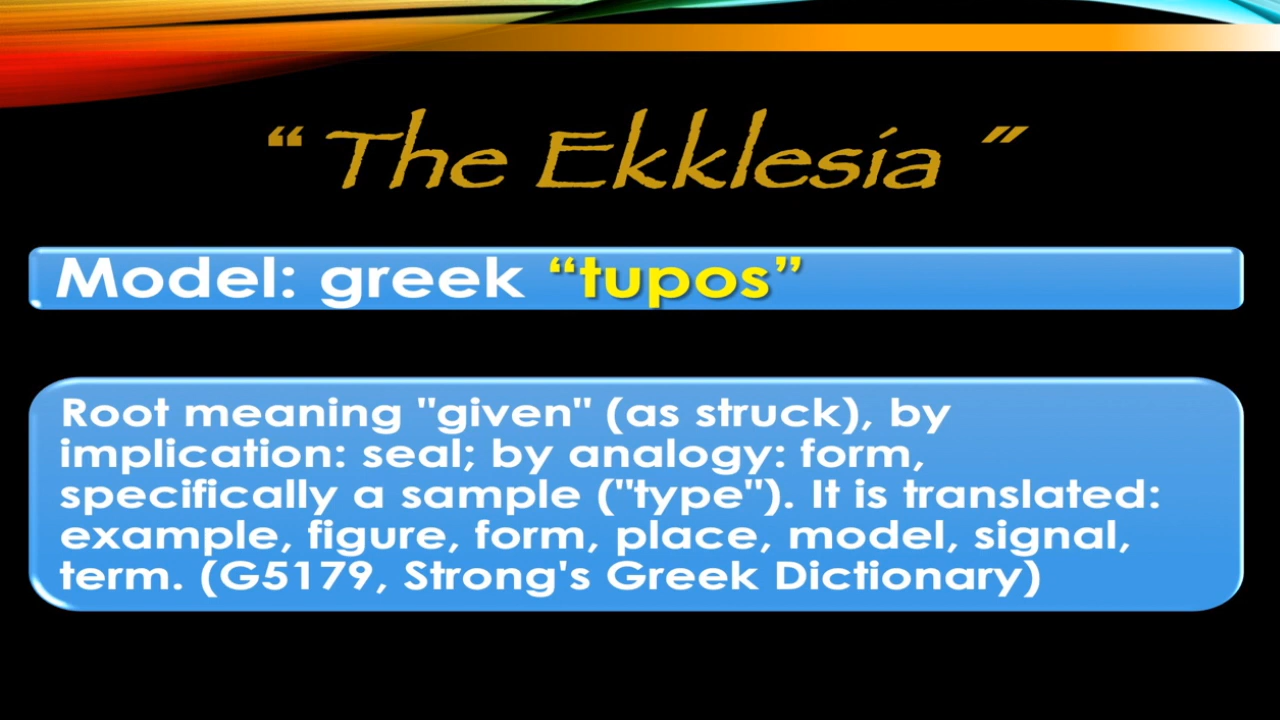 “ The Ekklesia ”
Model: greek “tupos”
Root meaning "given" (as struck), by
implication: seal; by analogy: form,
specifically a sample ("type"). It is translated:
example, figure, form, place, model, signal,
term. (G5179, Strong's Greek Dictionary)